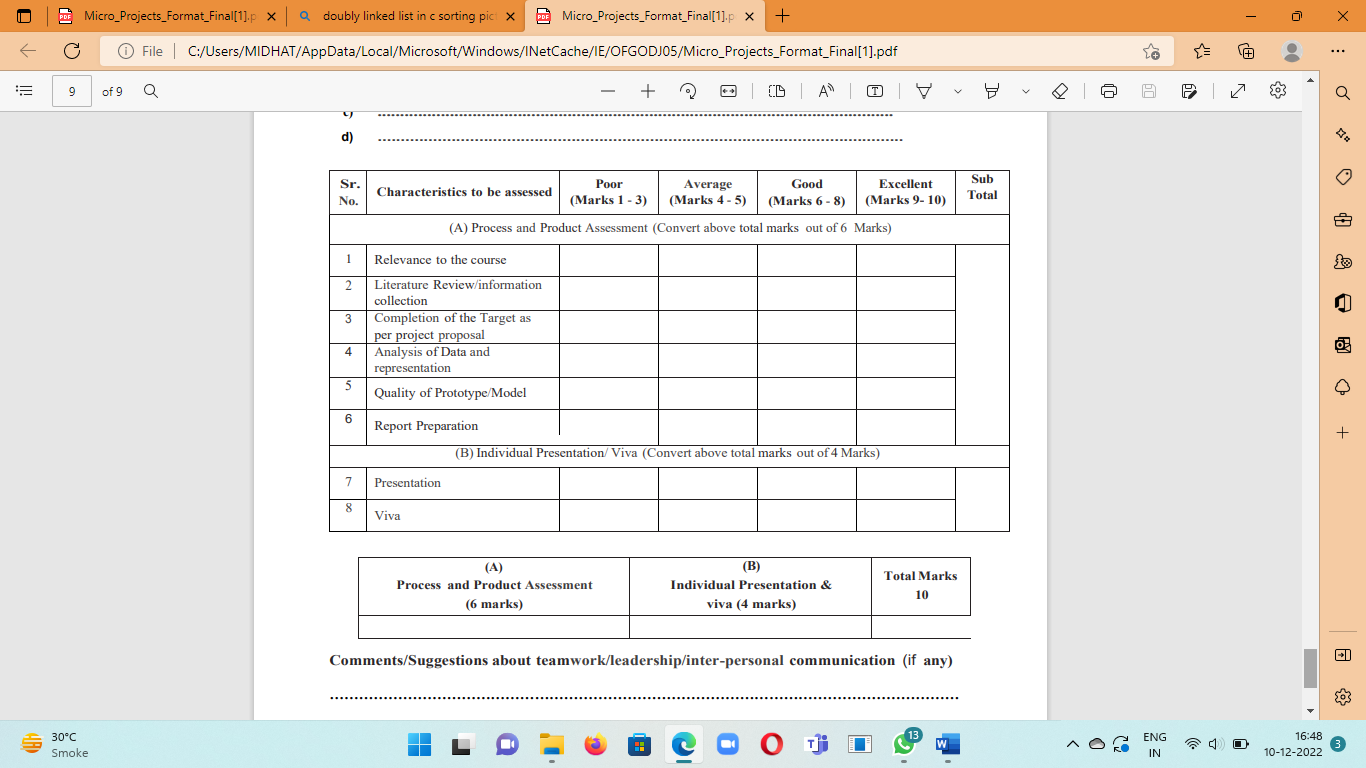 Micro_Projects_Format_Final[1].p
doubly linked list in c sorting pic
Micro_Projects_Format_Final[1].p
File C:/Users/MIDHAT/AppData/Local/Microsoft/Windows/INetCache/IE/OFGODJ05/Micro_Projects_Format_Final[1].pdf
9 of 9
c) ------------------------------------------------------------
d) ------------------------------------------------------------
Sr. No. Characteristics to be assessed Poor (Marks 1 - 3) Average (Marks 4 - 5) Good (Marks 6 - 8) Excellent (Marks 9- 10) Sub Total
(A) Process and Product Assessment (Convert above total marks out of 6 Marks)
1 Relevance to the course
2 Literature Review/information
collection
3 Completion of the Target as
per project proposal
4 Analysis of Data and
representation
5 Quality of Prototype/Model
6 Report Preparation
(B) Individual Presentation/ Viva (Convert above total marks out of 4 Marks)
7 Presentation
8 Viva
(A)
Process and Product Assessment
(6 marks)
(B)
Individual Presentation &
viva (4 marks)
Total Marks
10
Comments/Suggestions about teamwork/leadership/inter-personal communication (if any)
............................................................
30°C
Smoke
13
ENG
IN
16:48
10-12-2022
3